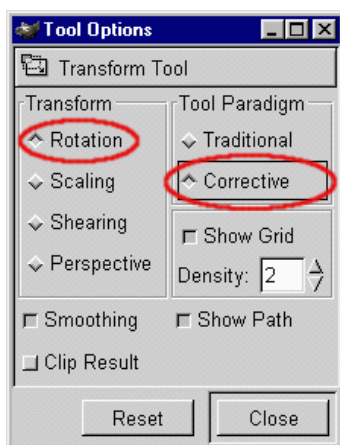 Tool Options
Transform Tool
Transform
Rotation
Scaling
Shearing
Perspective
Tool Paradigm
Traditional
Corrective
Show Grid
Density: 2
Smoothing
Show Path
Clip Result
Reset
Close